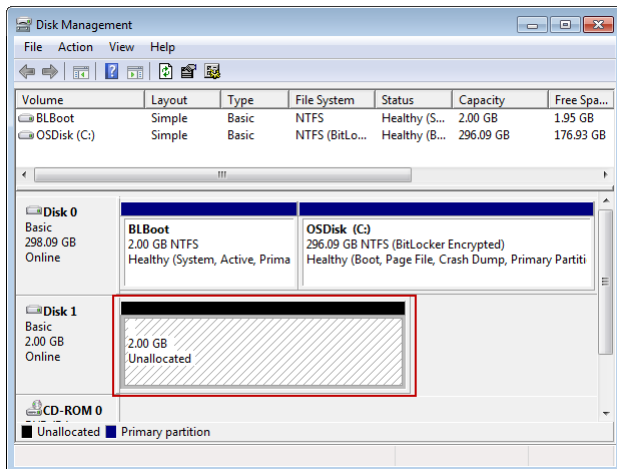 Disk Management
File Action View Help
Volume Layout Type File System Status Capacity Free Spa...
BLBoot Simple Basic NTFS Healthy (S... 2.00 GB 1.95 GB
OSDisk (C:) Simple Basic NTFS (BitLo... Healthy (B... 296.09 GB 176.93 GB
Disk 0
Basic
298.09 GB
Online
BLBoot
2.00 GB NTFS
Healthy (System, Active, Prima
OSDisk (C:)
296.09 GB NTFS (BitLocker Encrypted)
Healthy (Boot, Page File, Crash Dump, Primary Partiti
Disk 1
Basic
2.00 GB
Online
2.00 GB
Unallocated
CD-ROM 0
Unallocated Primary partition